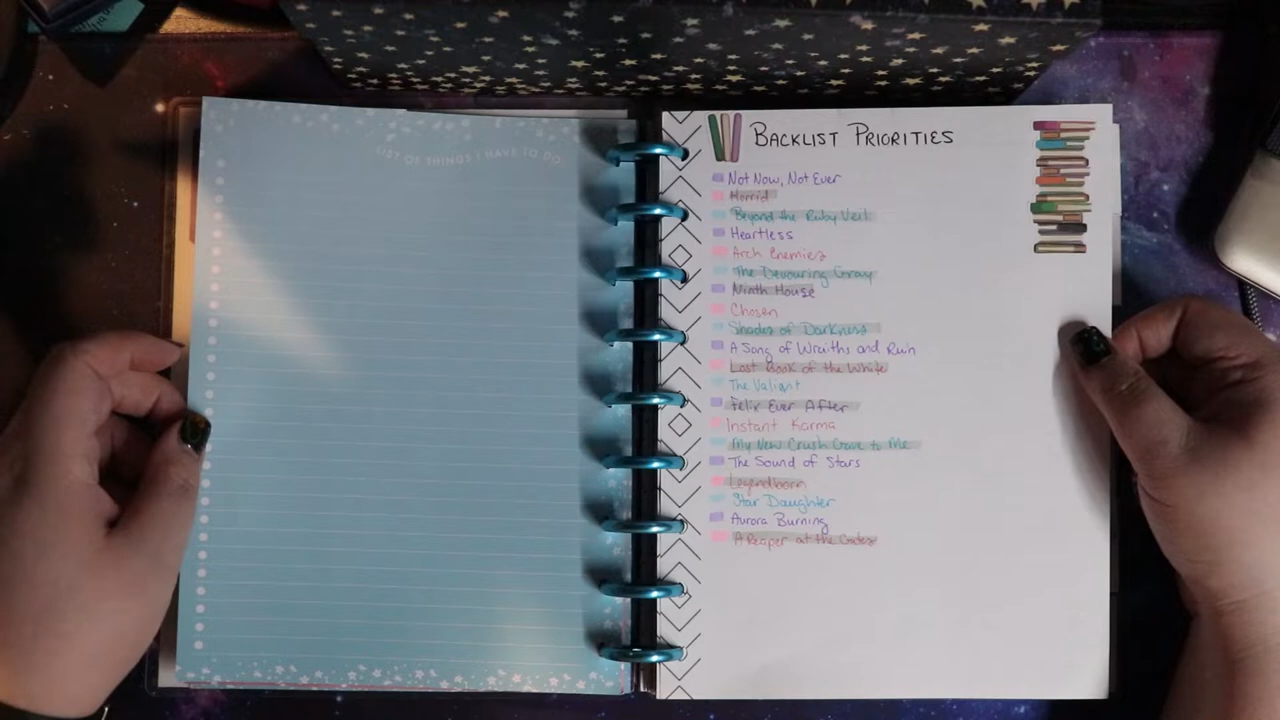 LIST OF THINGS I HAVE TO DO
BACKLIST PRIORITIES
Not Now, Not Ever
Horrid
Beyond the Ruby Veil
Heartless
Arch Enemies
The Devouring Gray
Ninth House
Chosen
Shades of Darkness
A Song of Wraiths and Ruin
Lost Book of the White
The Valiant
Felix Ever After
Instant Karma
My New Crush Gave to Me
The Sound of Stars
Legendborn
Star Daughter
Aurora Burning
A Reaper at the Gates